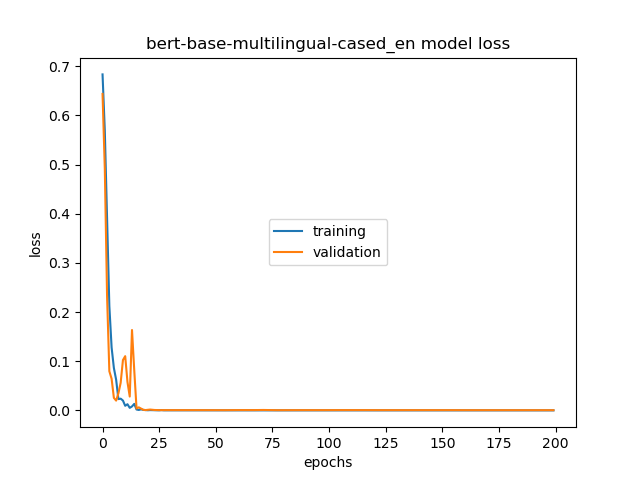 bert-base-multilingual-cased_en model loss
0.7
0.6
0.5
0.4
0.3
0.2
0.1
0.0
loss
training
validation
0 25 50 75 100 125 150 175 200
epochs